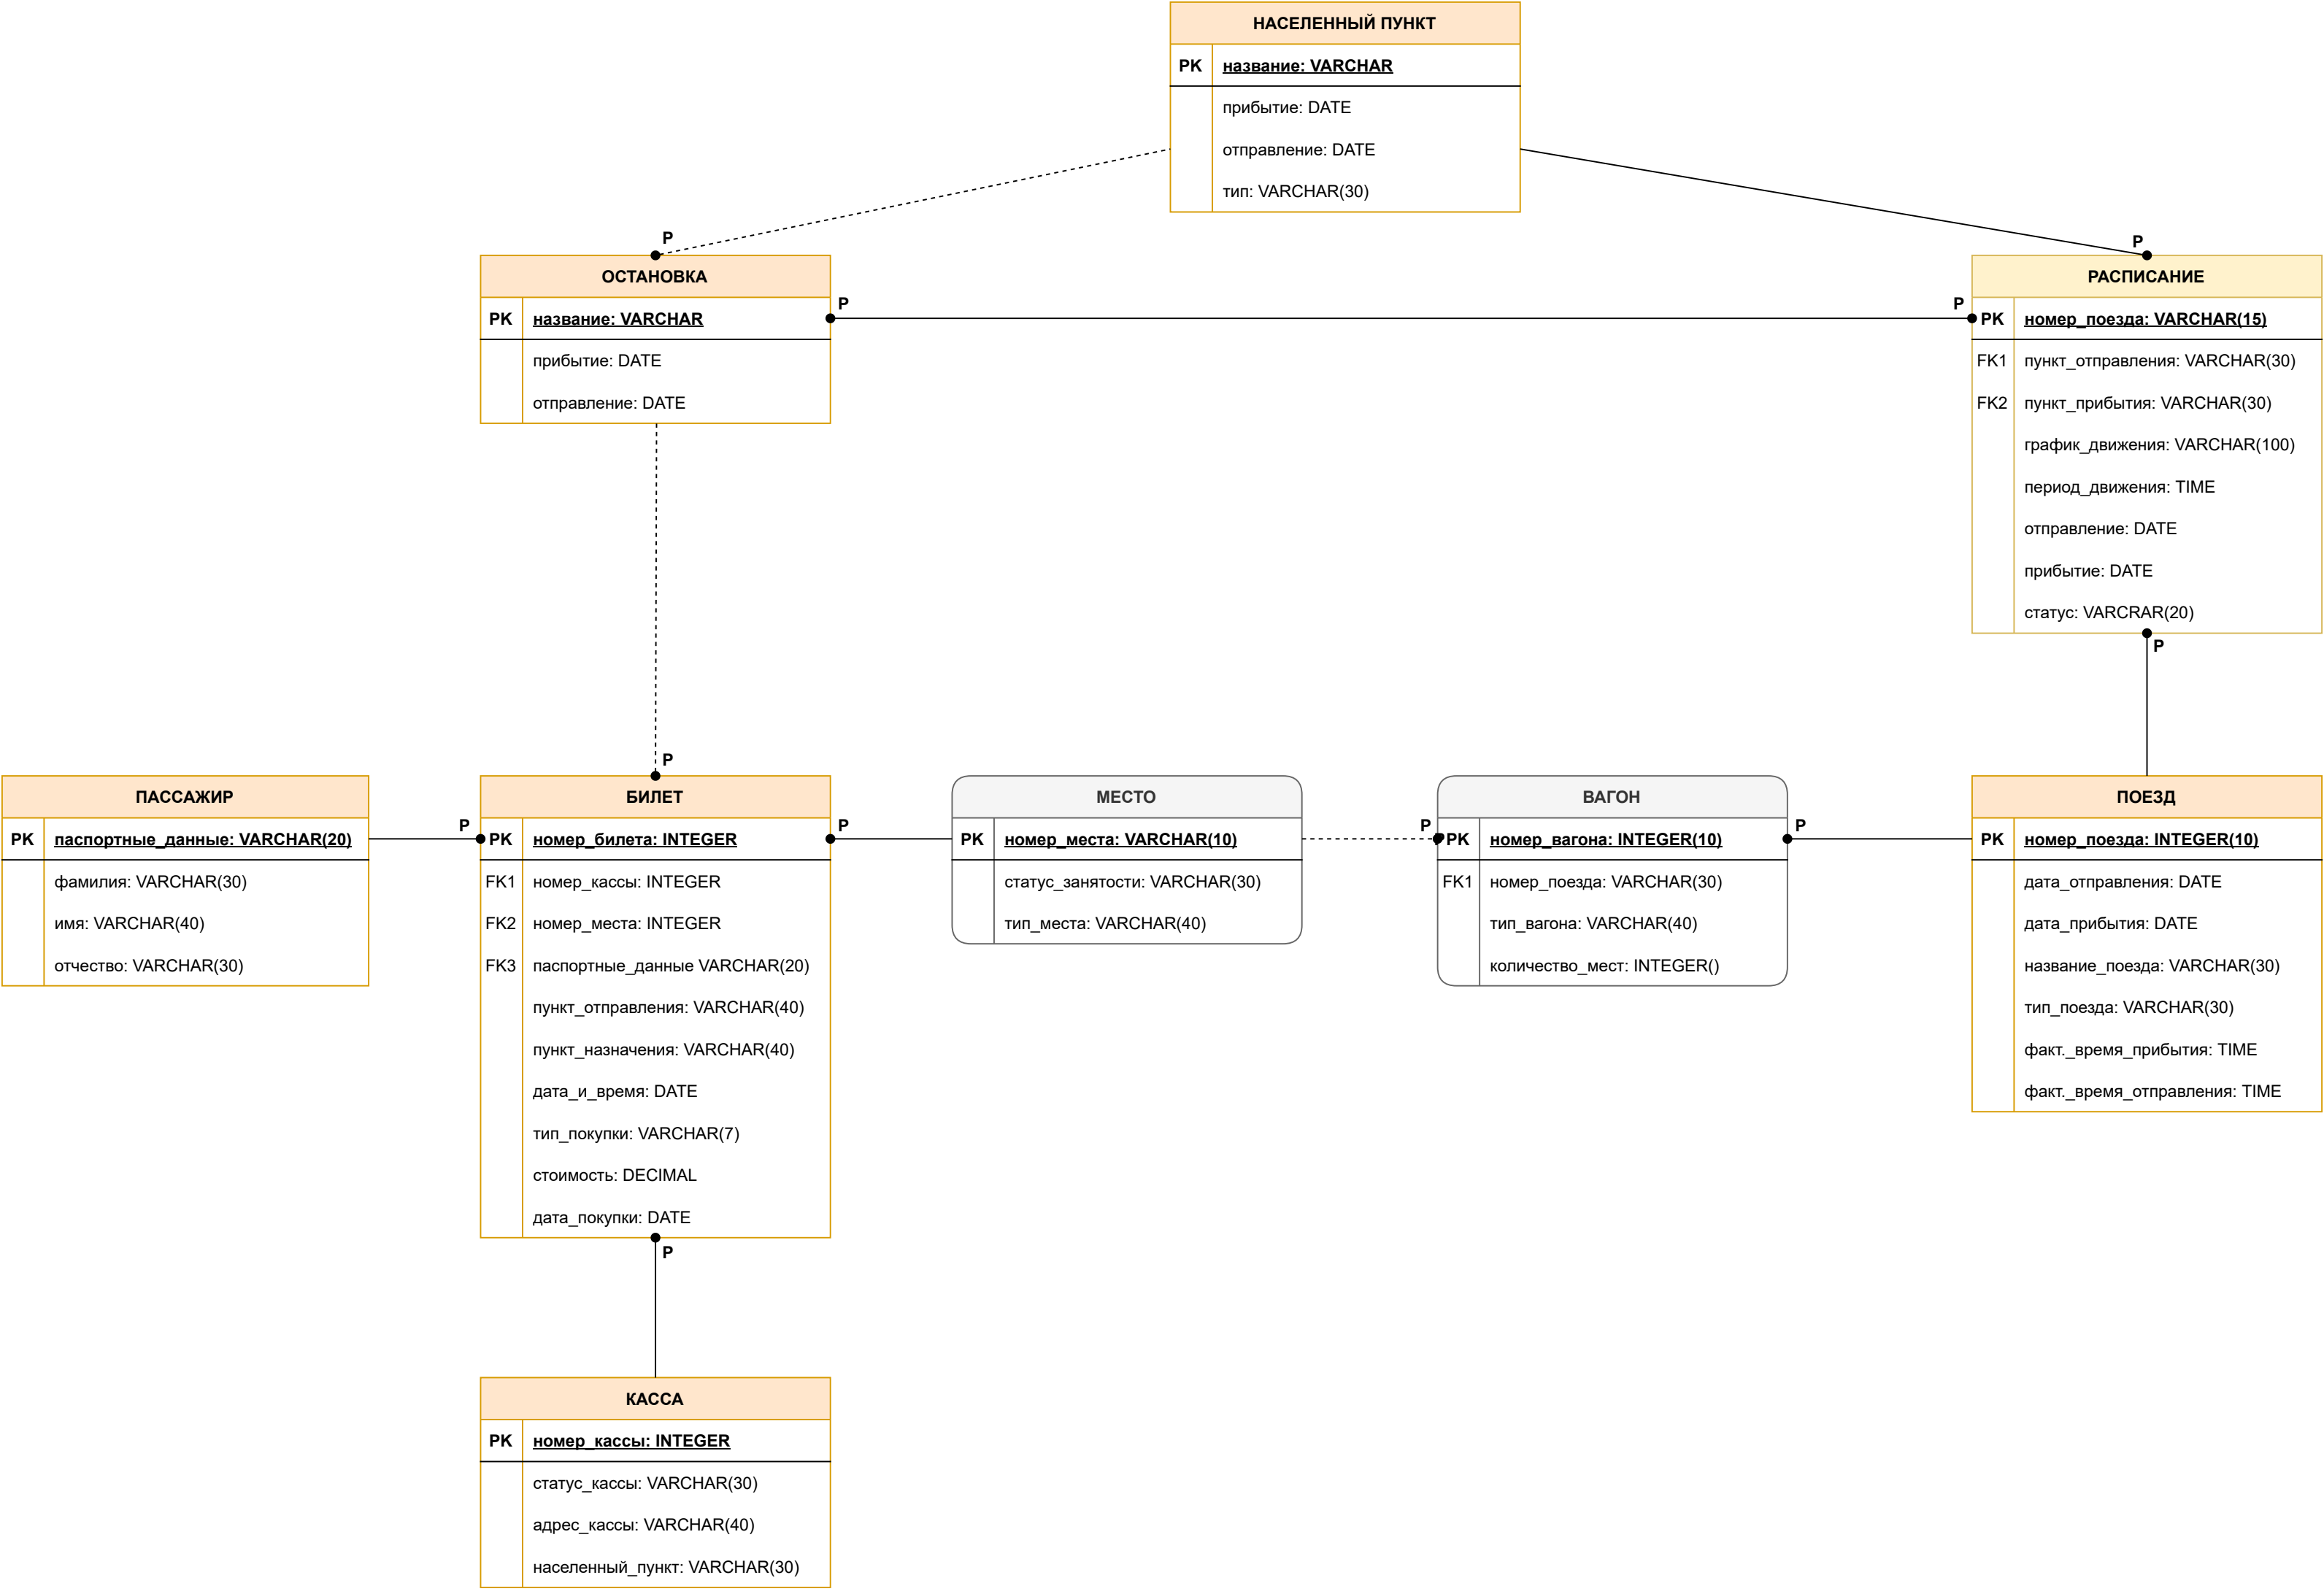 НАСЕЛЕННЫЙ ПУНКТ
PK название: VARCHAR
прибытие: DATE
отправление: DATE
тип: VARCHAR(30)
P
P
ОСТАНОВКА
PK название: VARCHAR
прибытие: DATE
отправление: DATE
P
P
РАСПИСАНИЕ
PK номер_поезда: VARCHAR(15)
FK1 пункт_отправления: VARCHAR(30)
FK2 пункт_прибытия: VARCHAR(30)
график_движения: VARCHAR(100)
период_движения: TIME
отправление: DATE
прибытие: DATE
статус: VARCRAR(20)
P
P
ПАССАЖИР
PK паспортные_данные: VARCHAR(20)
фамилия: VARCHAR(30)
имя: VARCHAR(40)
отчество: VARCHAR(30)
P
БИЛЕТ
PK номер_билета: INTEGER
FK1 номер_кассы: INTEGER
FK2 номер_места: INTEGER
FK3 паспортные_данные VARCHAR(20)
пункт_отправления: VARCHAR(40)
пункт_назначения: VARCHAR(40)
дата_и_время: DATE
тип_покупки: VARCHAR(7)
стоимость: DECIMAL
дата_покупки: DATE
P
P
МЕСТО
PK номер_места: VARCHAR(10)
статус_занятости: VARCHAR(30)
тип_места: VARCHAR(40)
P
ВАГОН
PK номер_вагона: INTEGER(10)
FK1 номер_поезда: VARCHAR(30)
тип_вагона: VARCHAR(40)
количество_мест: INTEGER()
P
ПОЕЗД
PK номер_поезда: INTEGER(10)
дата_отправления: DATE
дата_прибытия: DATE
название_поезда: VARCHAR(30)
тип_поезда: VARCHAR(30)
факт._время_прибытия: TIME
факт._время_отправления: TIME
КАССА
PK номер_кассы: INTEGER
статус_кассы: VARCHAR(30)
адрес_кассы: VARCHAR(40)
населенный_пункт: VARCHAR(30)